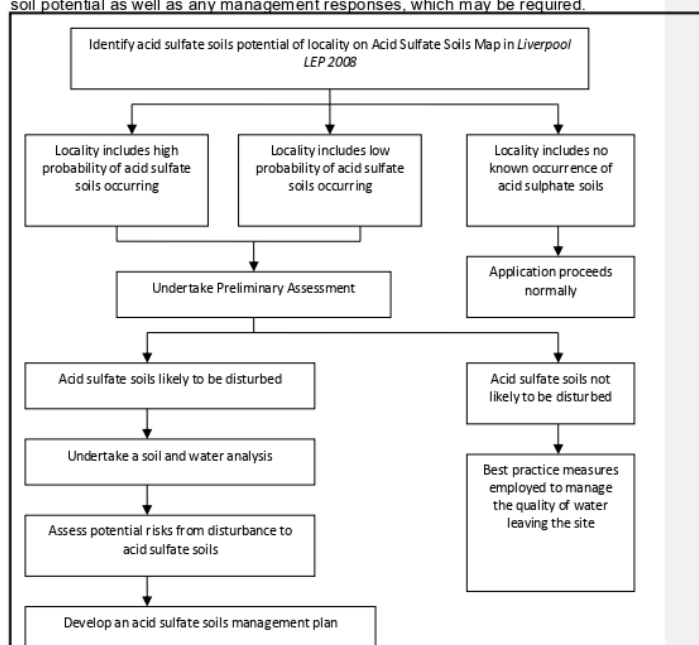 soil potential as well as any management responses, which may be required.
Identify acid sulfate soils potential of locality on Acid Sulfate Soils Map in Liverpool
LEP 2008
Locality includes high
probability of acid sulfate
soils occurring
Locality includes low
probability of acid sulfate
soils occurring
Locality includes no
known occurrence of
acid sulphate soils
Application proceeds
normally
Undertake Preliminary Assessment
Acid sulfate soils likely to be disturbed
Acid sulfate soils not
likely to be disturbed
Undertake a soil and water analysis
Best practice measures
employed to manage
the quality of water
leaving the site
Assess potential risks from disturbance to
acid sulfate soils
Develop an acid sulfate soils management plan